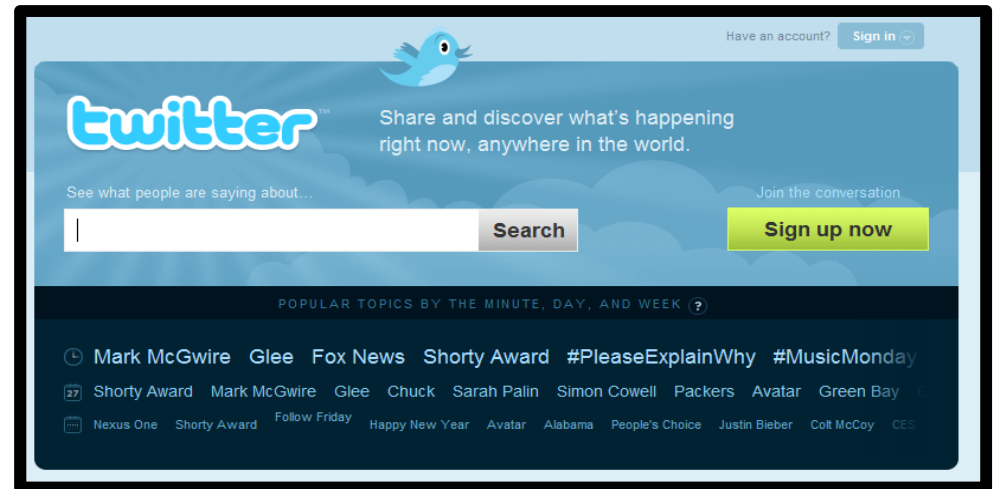 Have an account? Sign in
twitter™
Share and discover what's happening
right now, anywhere in the world.
See what people are saying about...
Join the conversation
Search
Sign up now
POPULAR TOPICS BY THE MINUTE, DAY, AND WEEK ?
Mark McGwire Glee Fox News Shorty Award #PleaseExplainWhy #MusicMonday
27 Shorty Award Mark McGwire Glee Chuck Sarah Palin Simon Cowell Packers Avatar Green Bay
Nexus One Shorty Award Follow Friday Happy New Year Avatar Alabama People's Choice Justin Bieber Colt McCoy CES